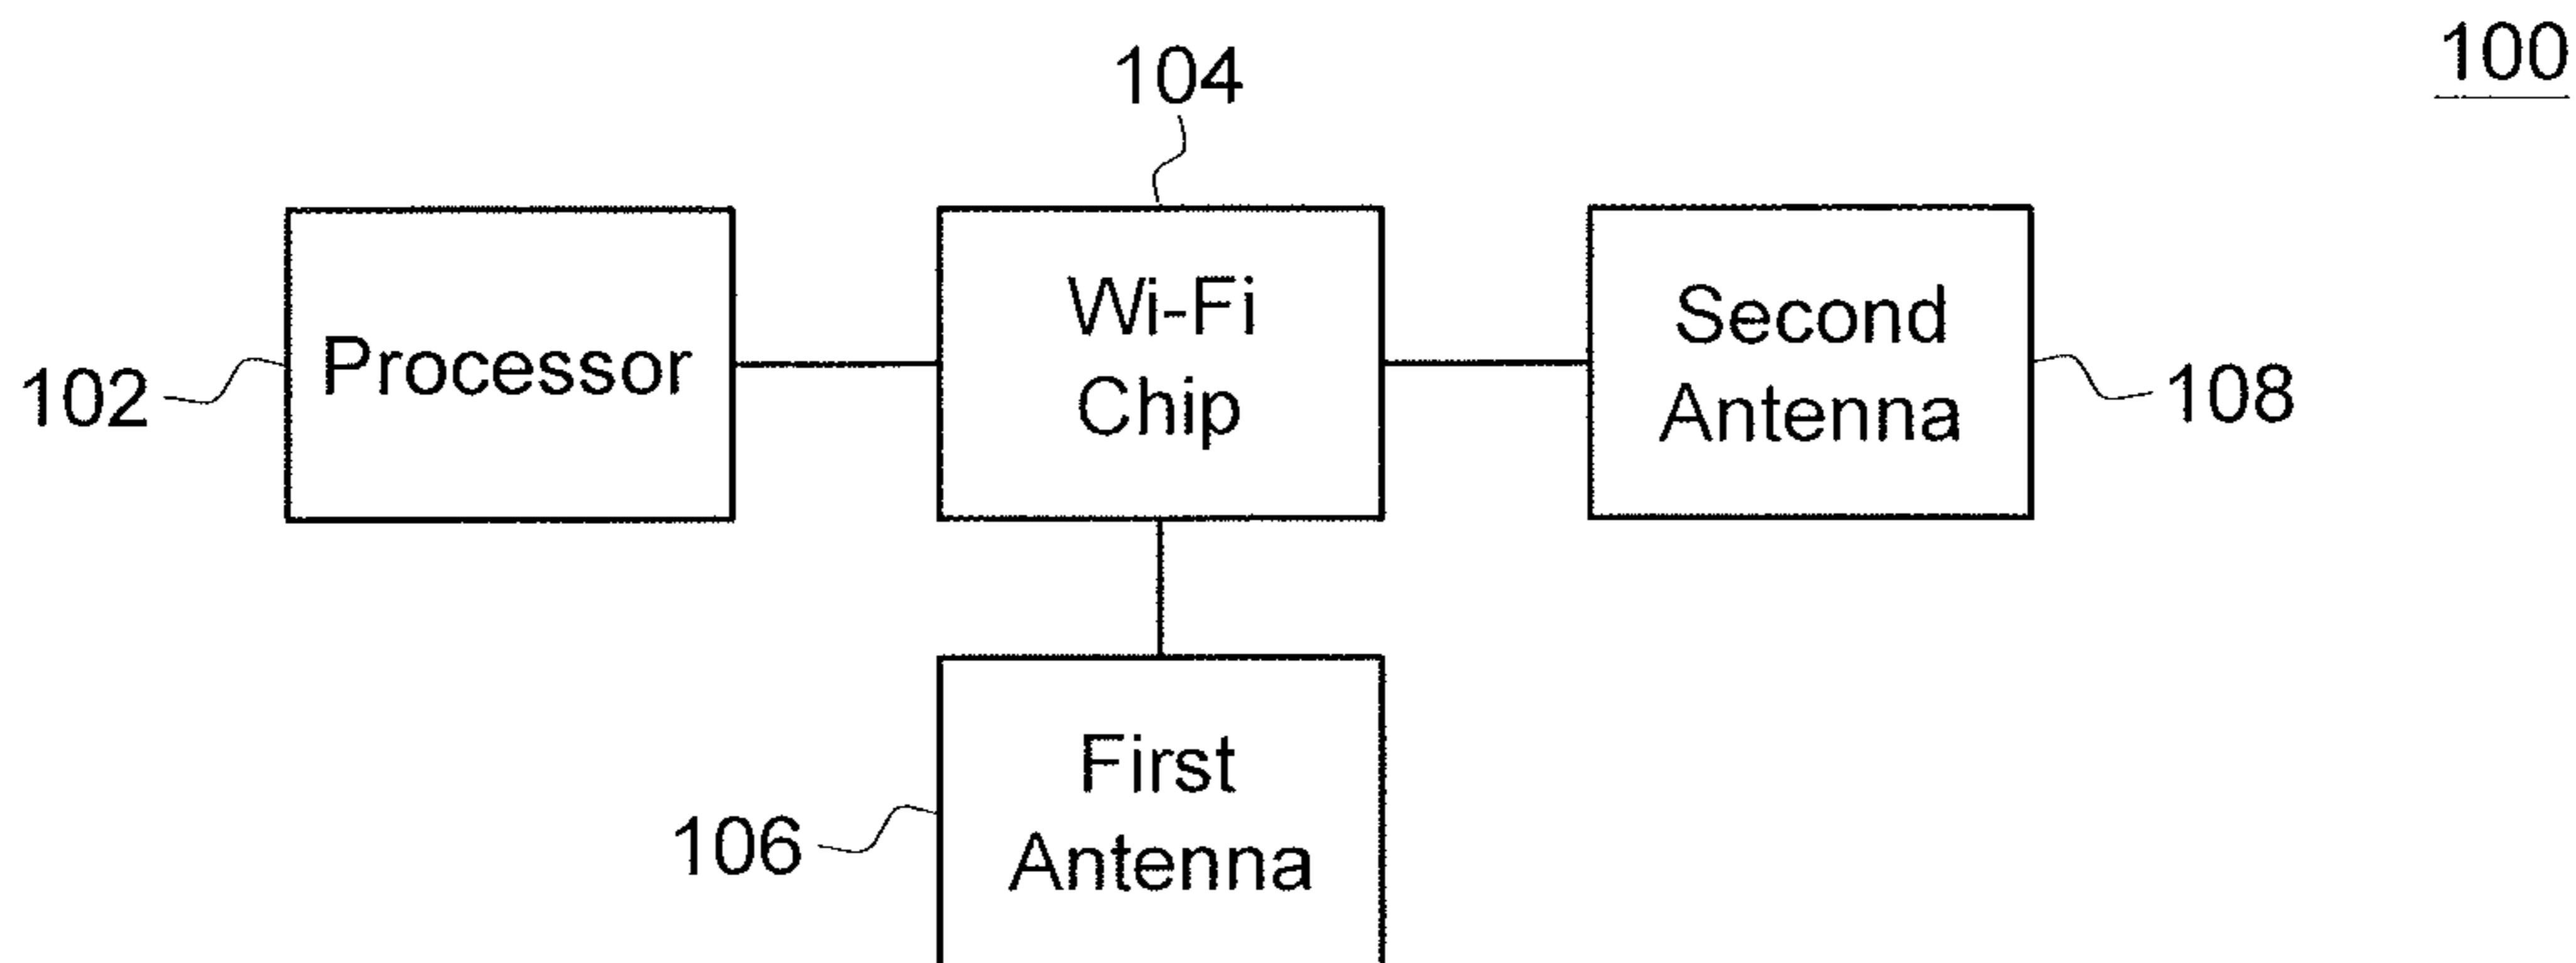 100
104
Processor
Wi-Fi
Chip
Second
Antenna
102
108
First
Antenna
106